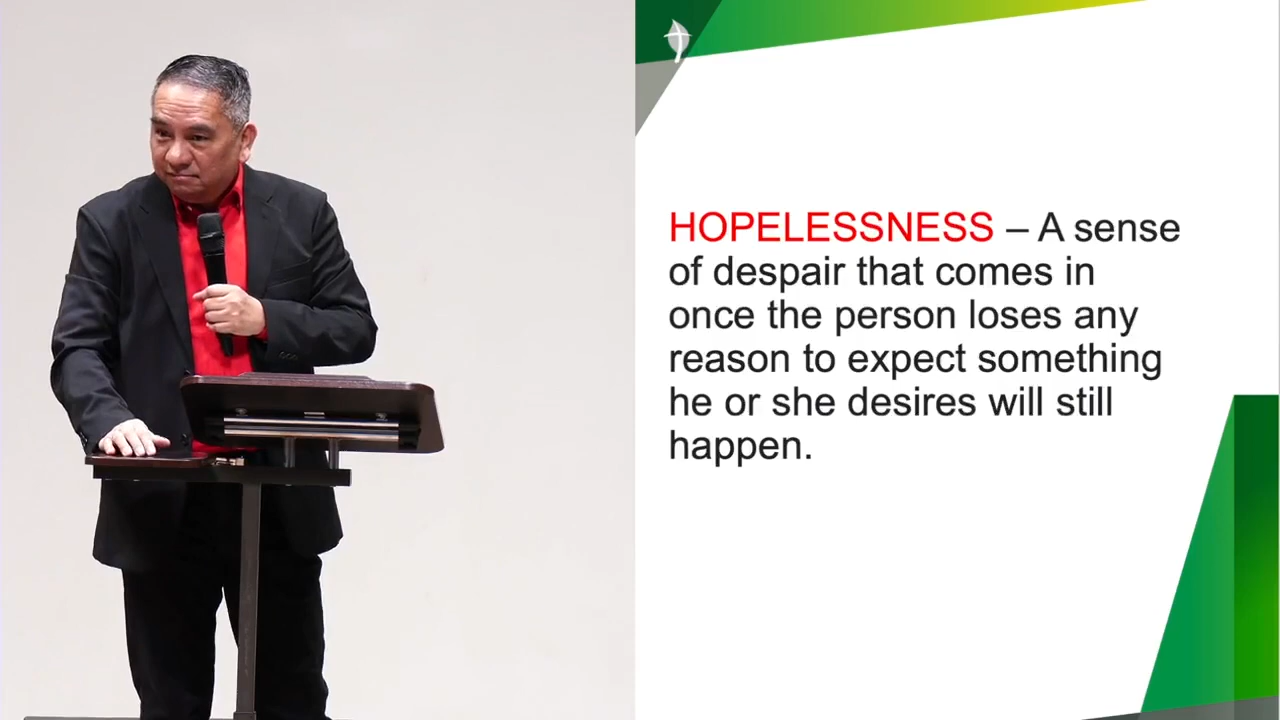 HOPELESSNESS – A sense
of despair that comes in
once the person loses any
reason to expect something
he or she desires will still
happen.